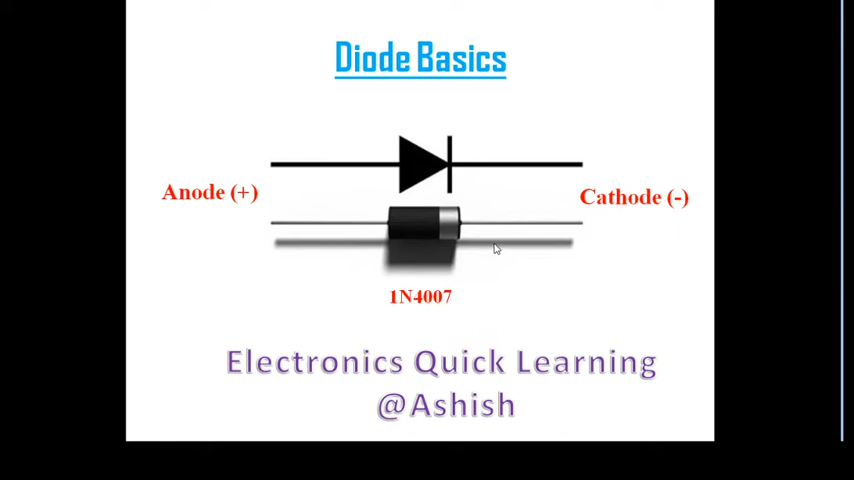 Diode Basics
Anode (+)
Cathode (-)
1N4007
Electronics Quick Learning
@Ashish